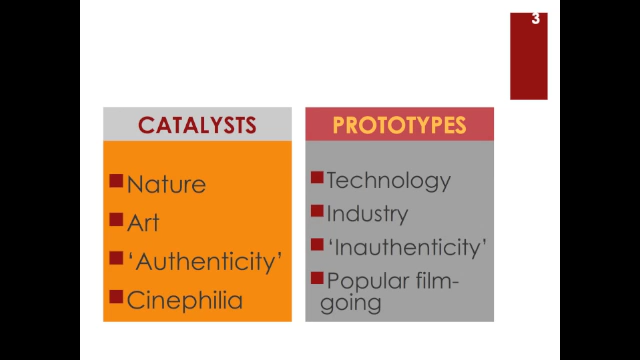 3
CATALYSTS
Nature
Art
‘Authenticity’
Cinephilia
PROTOTYPES
Technology
Industry
‘Inauthenticity’
Popular film-
going